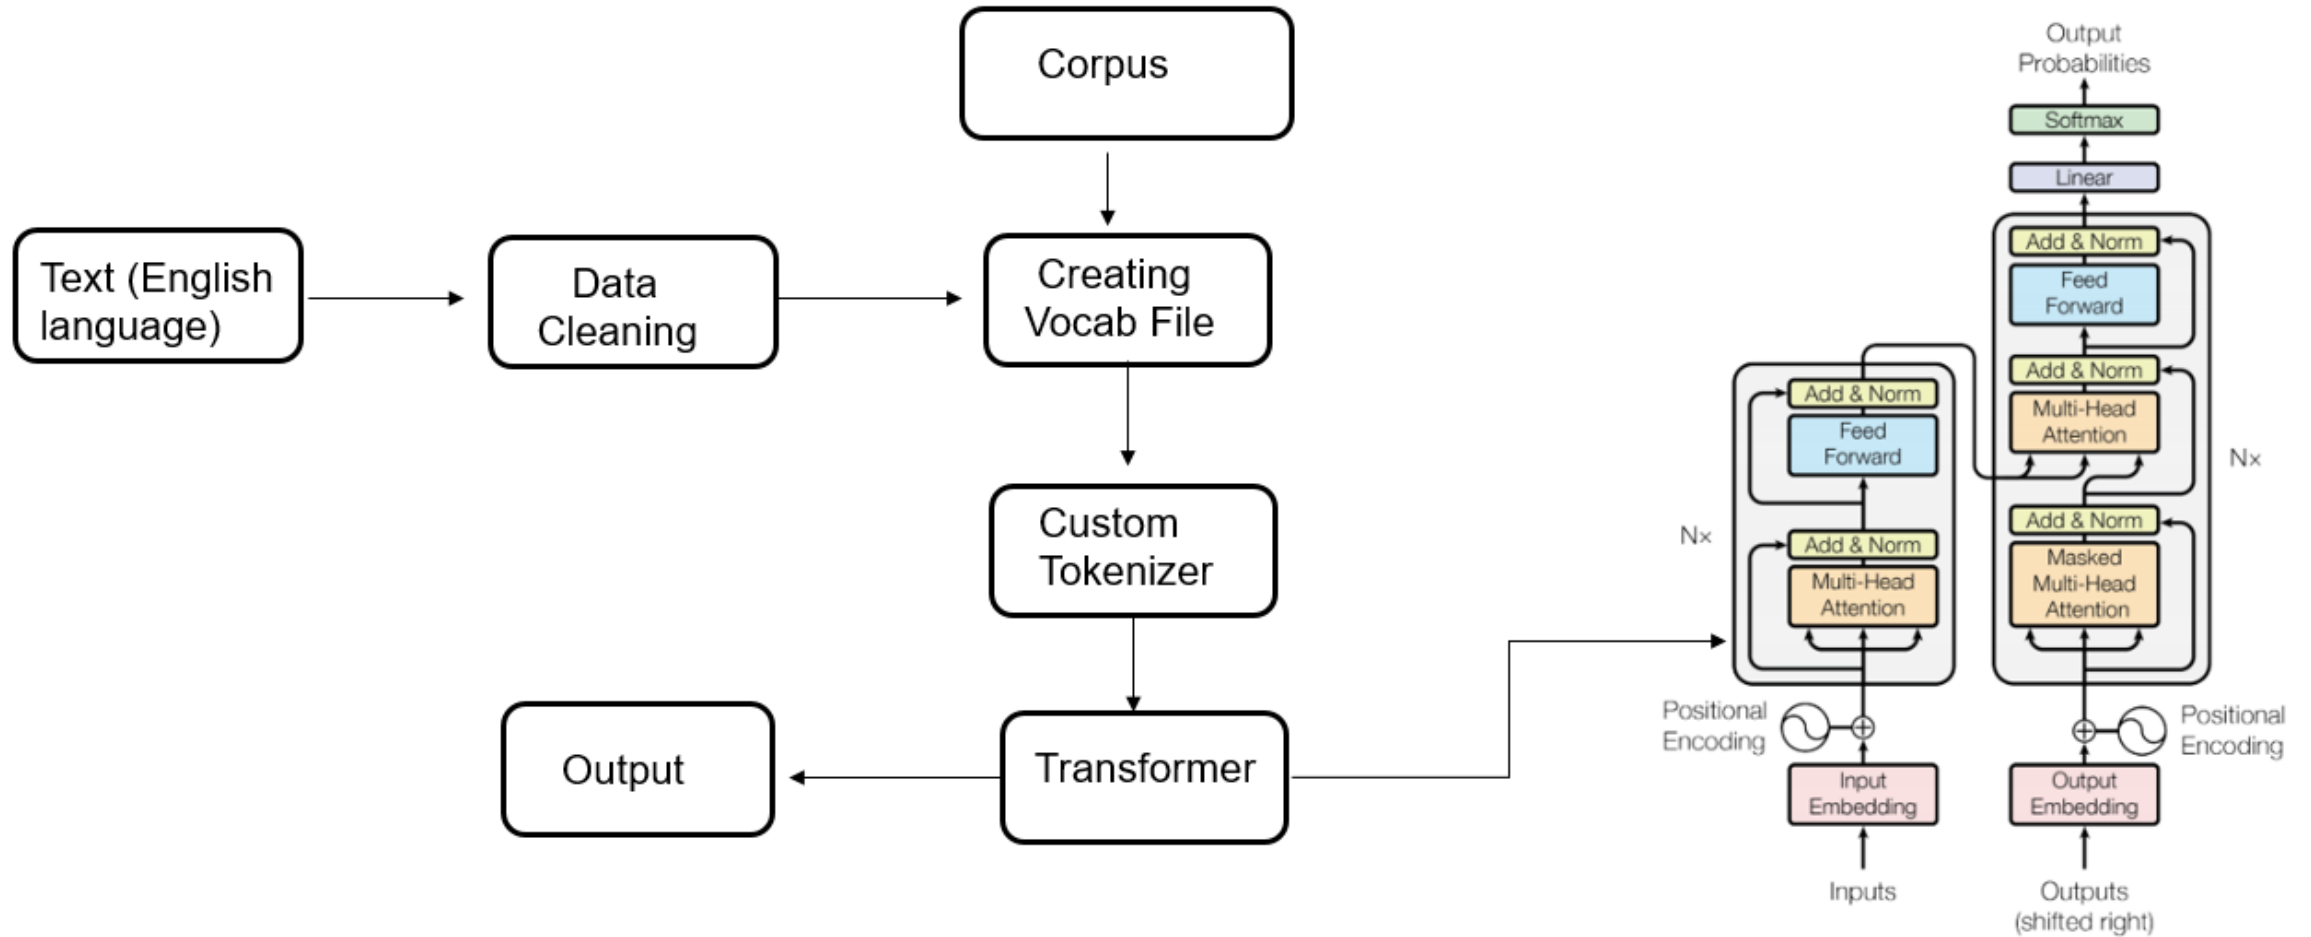 Corpus
Text (English
language)
Data
Cleaning
Creating
Vocab File
Custom
Tokenizer
Output
Transformer
Output
Probabilities
Softmax
Linear
Add & Norm
Feed
Forward
Add & Norm
Multi-Head
Attention
Add & Norm
Masked
Multi-Head
Attention
N×
Add & Norm
Feed
Forward
Add & Norm
Multi-Head
Attention
N×
Positional
Encoding
Positional
Encoding
Input
Embedding
Output
Embedding
Inputs
Outputs
(shifted right)